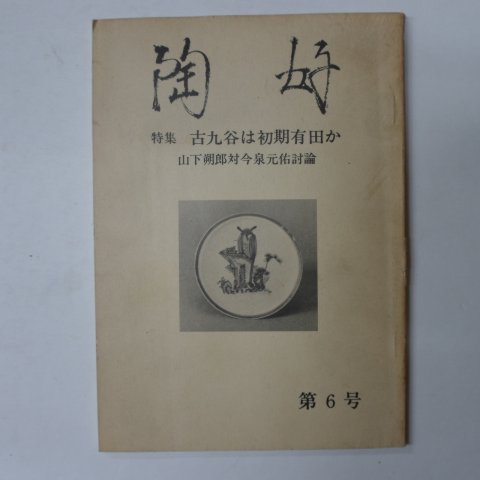 陶 好
特集 古九谷は初期有田か
山下朔郎対今泉元佑討論
第6号